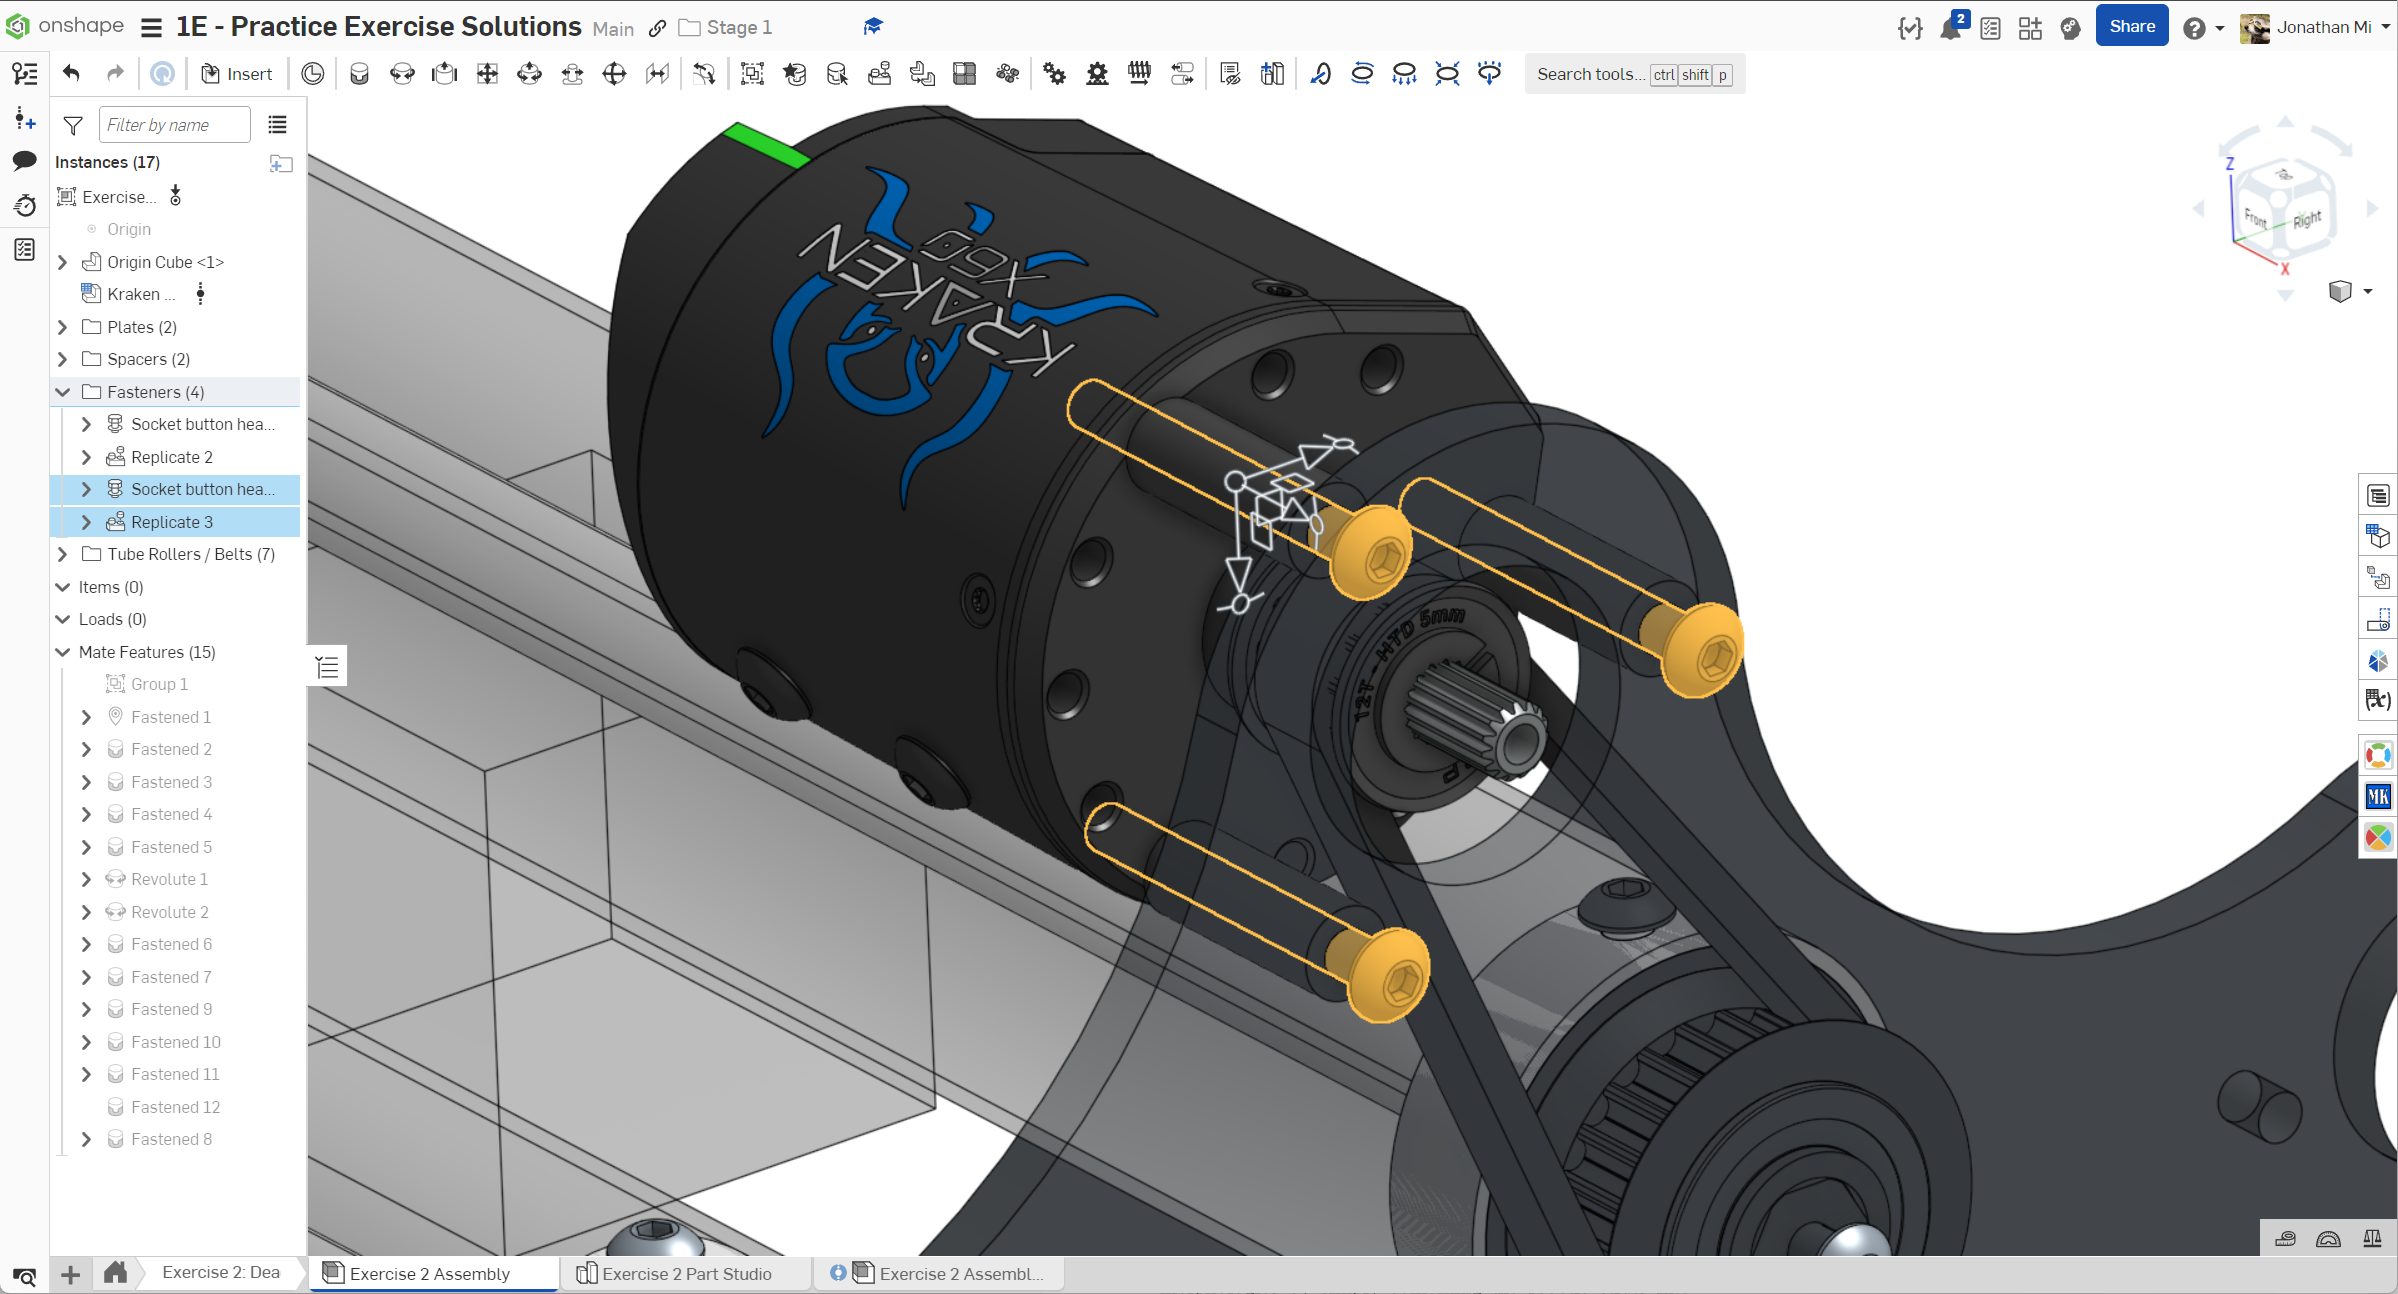 onshape
1E - Practice Exercise Solutions Main Stage 1
2
Share
Jonathan Mi
Insert
Search tools... ctrl shift p
Filter by name
Instances (17)
Exercise...
Origin
Origin Cube <1>
Kraken ...
Plates (2)
Spacers (2)
Fasteners (4)
Socket button hea...
Replicate 2
Socket button hea...
Replicate 3
Tube Rollers / Belts (7)
Items (0)
Loads (0)
Mate Features (15)
Group 1
Fastened 1
Fastened 2
Fastened 3
Fastened 4
Fastened 5
Revolute 1
Revolute 2
Fastened 6
Fastened 7
Fastened 9
Fastened 10
Fastened 11
Fastened 12
Fastened 8
KRAKEN
X60
12T - HTD 5mm
Z
Front
Right
X
MK
(x)
Exercise 2: Dea
Exercise 2 Assembly
Exercise 2 Part Studio
Exercise 2 Assembl...